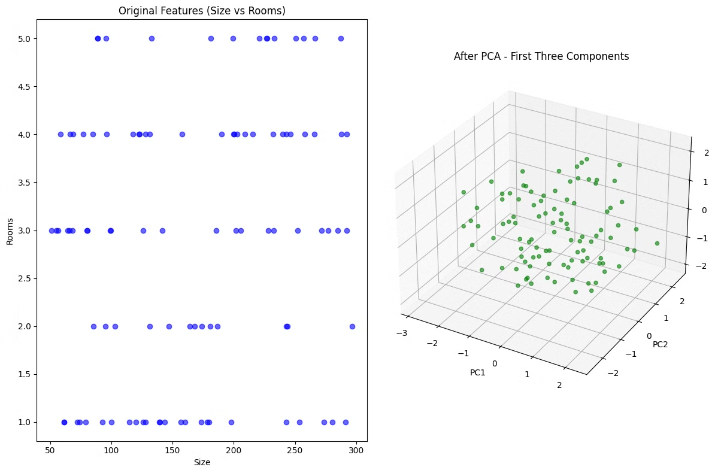 Original Features (Size vs Rooms)
5.0
4.5
4.0
3.5
3.0
2.5
2.0
1.5
1.0
Rooms
50 100 150 200 250 300
Size
After PCA - First Three Components
2
1
0
−1
−2
−3 −2 −1 0 1 2
PC1
−2 −1 0 1 2
PC2